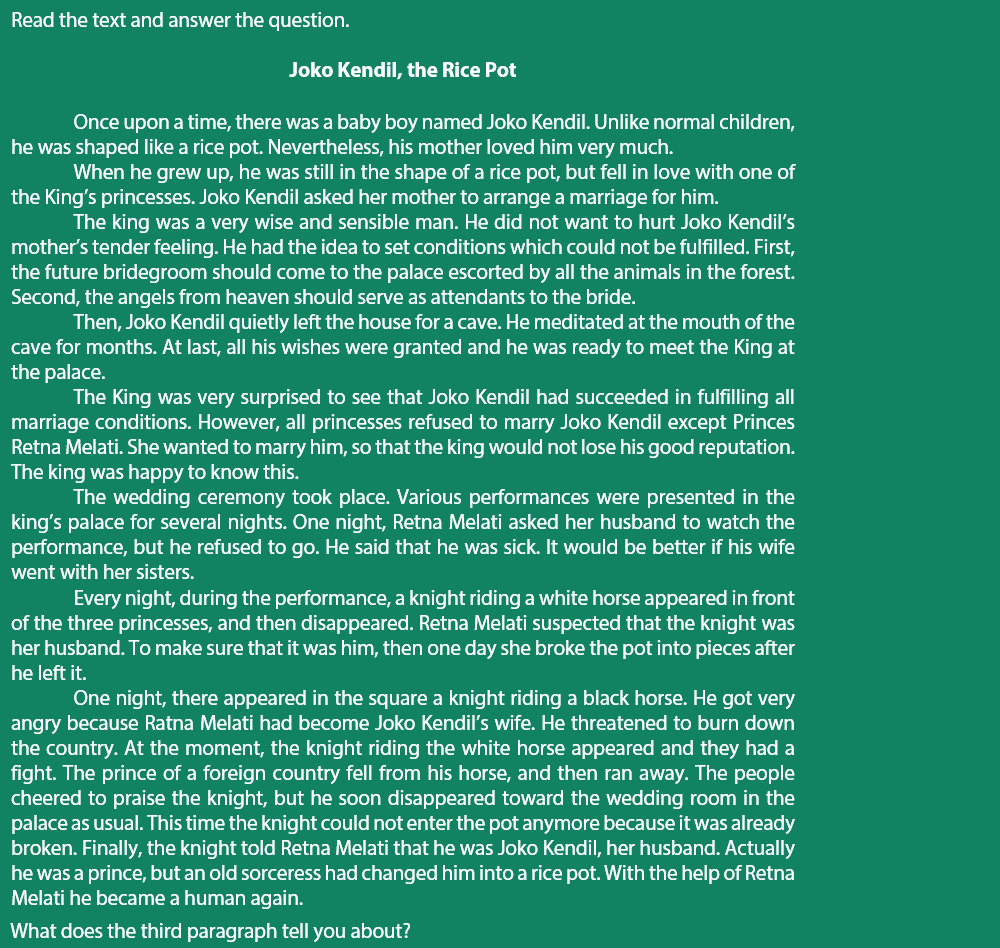 Read the text and answer the question.
Joko Kendil, the Rice Pot
Once upon a time, there was a baby boy named Joko Kendil. Unlike normal children,
he was shaped like a rice pot. Nevertheless, his mother loved him very much.
When he grew up, he was still in the shape of a rice pot, but fell in love with one of
the King’s princesses. Joko Kendil asked her mother to arrange a marriage for him.
The king was a very wise and sensible man. He did not want to hurt Joko Kendil’s
mother’s tender feeling. He had the idea to set conditions which could not be fulfilled. First,
the future bridegroom should come to the palace escorted by all the animals in the forest.
Second, the angels from heaven should serve as attendants to the bride.
Then, Joko Kendil quietly left the house for a cave. He meditated at the mouth of the
cave for months. At last, all his wishes were granted and he was ready to meet the King at
the palace.
The King was very surprised to see that Joko Kendil had succeeded in fulfilling all
marriage conditions. However, all princesses refused to marry Joko Kendil except Princes
Retna Melati. She wanted to marry him, so that the king would not lose his good reputation.
The king was happy to know this.
The wedding ceremony took place. Various performances were presented in the
king’s palace for several nights. One night, Retna Melati asked her husband to watch the
performance, but he refused to go. He said that he was sick. It would be better if his wife
went with her sisters.
Every night, during the performance, a knight riding a white horse appeared in front
of the three princesses, and then disappeared. Retna Melati suspected that the knight was
her husband. To make sure that it was him, then one day she broke the pot into pieces after
he left it.
One night, there appeared in the square a knight riding a black horse. He got very
angry because Ratna Melati had become Joko Kendil’s wife. He threatened to burn down
the country. At the moment, the knight riding the white horse appeared and they had a
fight. The prince of a foreign country fell from his horse, and then ran away. The people
cheered to praise the knight, but he soon disappeared toward the wedding room in the
palace as usual. This time the knight could not enter the pot anymore because it was already
broken. Finally, the knight told Retna Melati that he was Joko Kendil, her husband. Actually
he was a prince, but an old sorceress had changed him into a rice pot. With the help of Retna
Melati he became a human again.
What does the third paragraph tell you about?